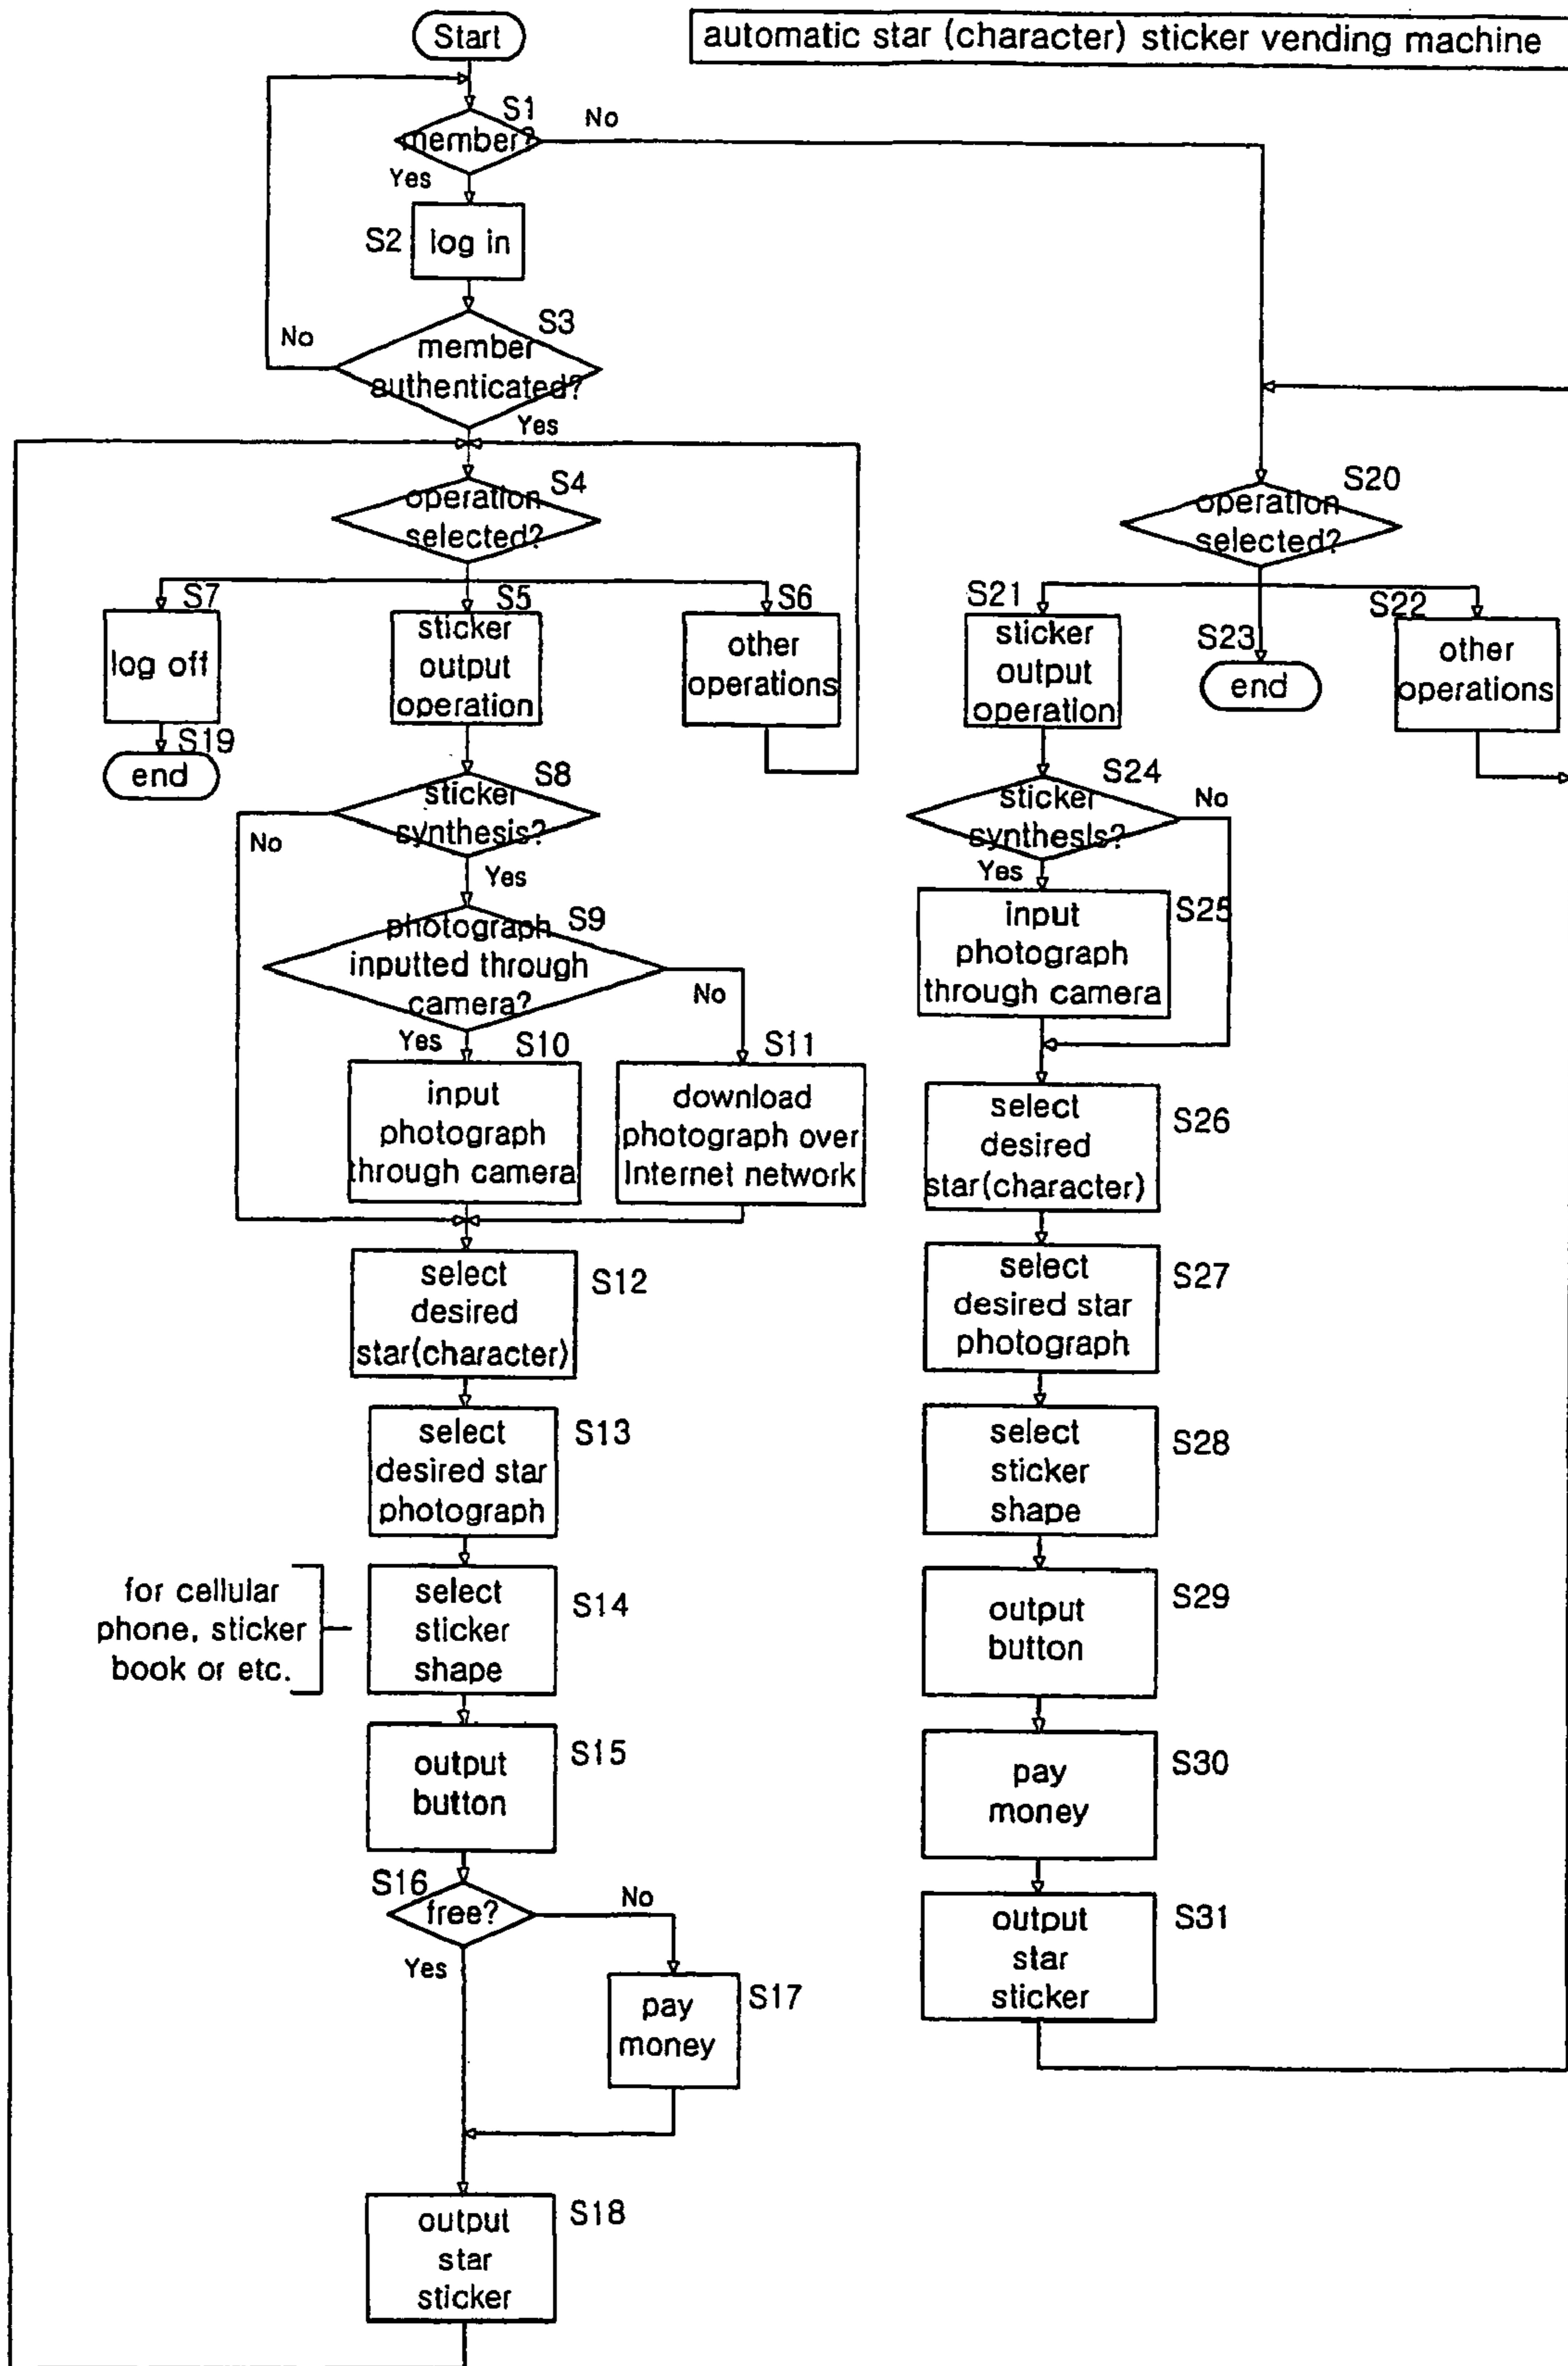 Start
automatic star (character) sticker vending machine
S1
member?
No
Yes
S2
log in
S3
member
authenticated?
No
Yes
S4
operation
selected?
S7
log off
S19
end
S5
sticker
output
operation
S6
other
operations
S8
sticker
synthesis?
No
Yes
S9
photograph
inputted through
camera?
No
Yes
S10
input
photograph
through camera
S11
download
photograph over
Internet network
S12
select
desired
star(character)
S13
select
desired star
photograph
for cellular
phone, sticker
book or etc.
S14
select
sticker
shape
S15
output
button
S16
free?
No
Yes
S17
pay
money
S18
output
star
sticker
S20
operation
selected?
S21
sticker
output
operation
S23
end
S22
other
operations
S24
sticker
synthesis?
No
Yes
S25
input
photograph
through camera
S26
select
desired
star(character)
S27
select
desired star
photograph
S28
select
sticker
shape
S29
output
button
S30
pay
money
S31
output
star
sticker